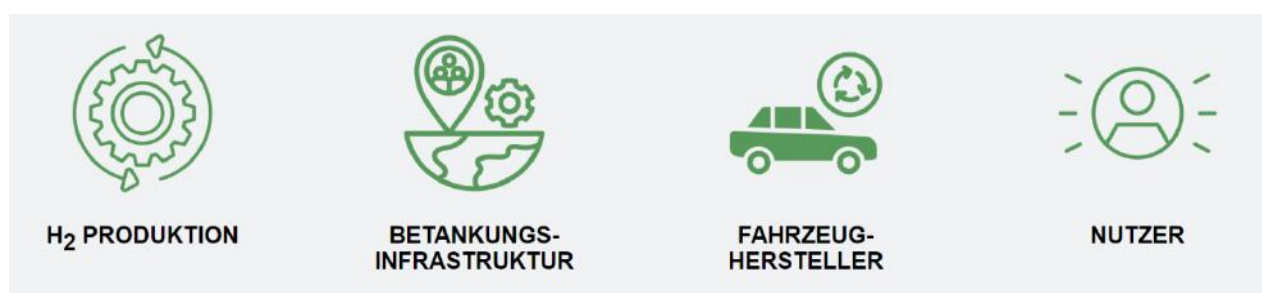 H₂ PRODUKTION
BETANKUNGS-
INFRASTRUKTUR
FAHRZEUG-
HERSTELLER
NUTZER